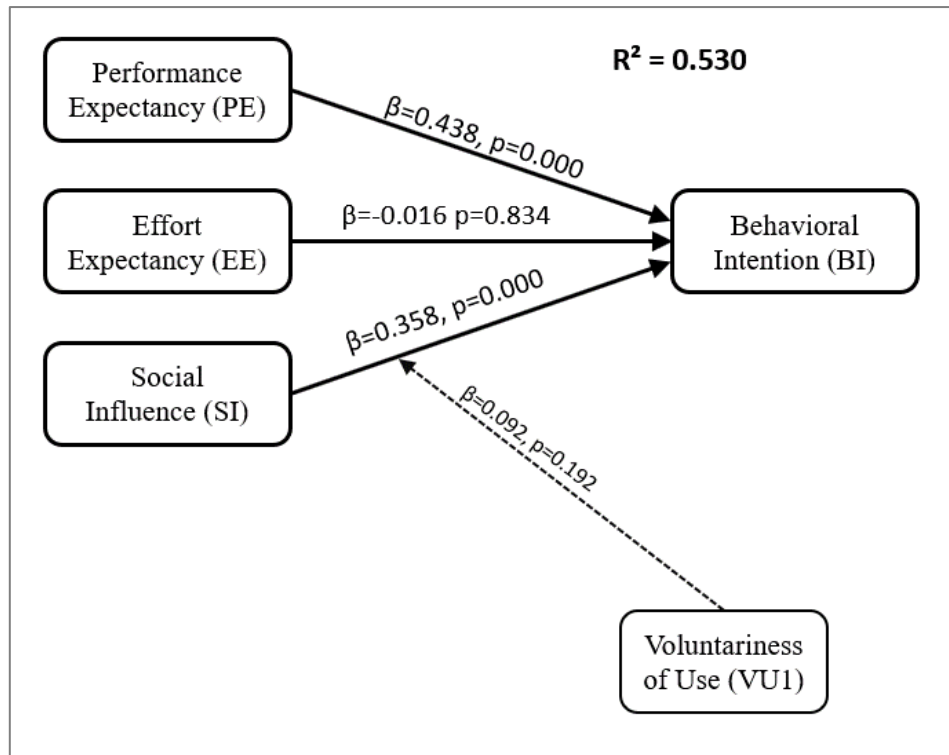 Performance
Expectancy (PE)
R² = 0.530
β=0.438, p=0.000
Effort
Expectancy (EE)
β=-0.016 p=0.834
Behavioral
Intention (BI)
β=0.358, p=0.000
Social
Influence (SI)
β=0.092, p=0.192
Voluntariness
of Use (VU1)